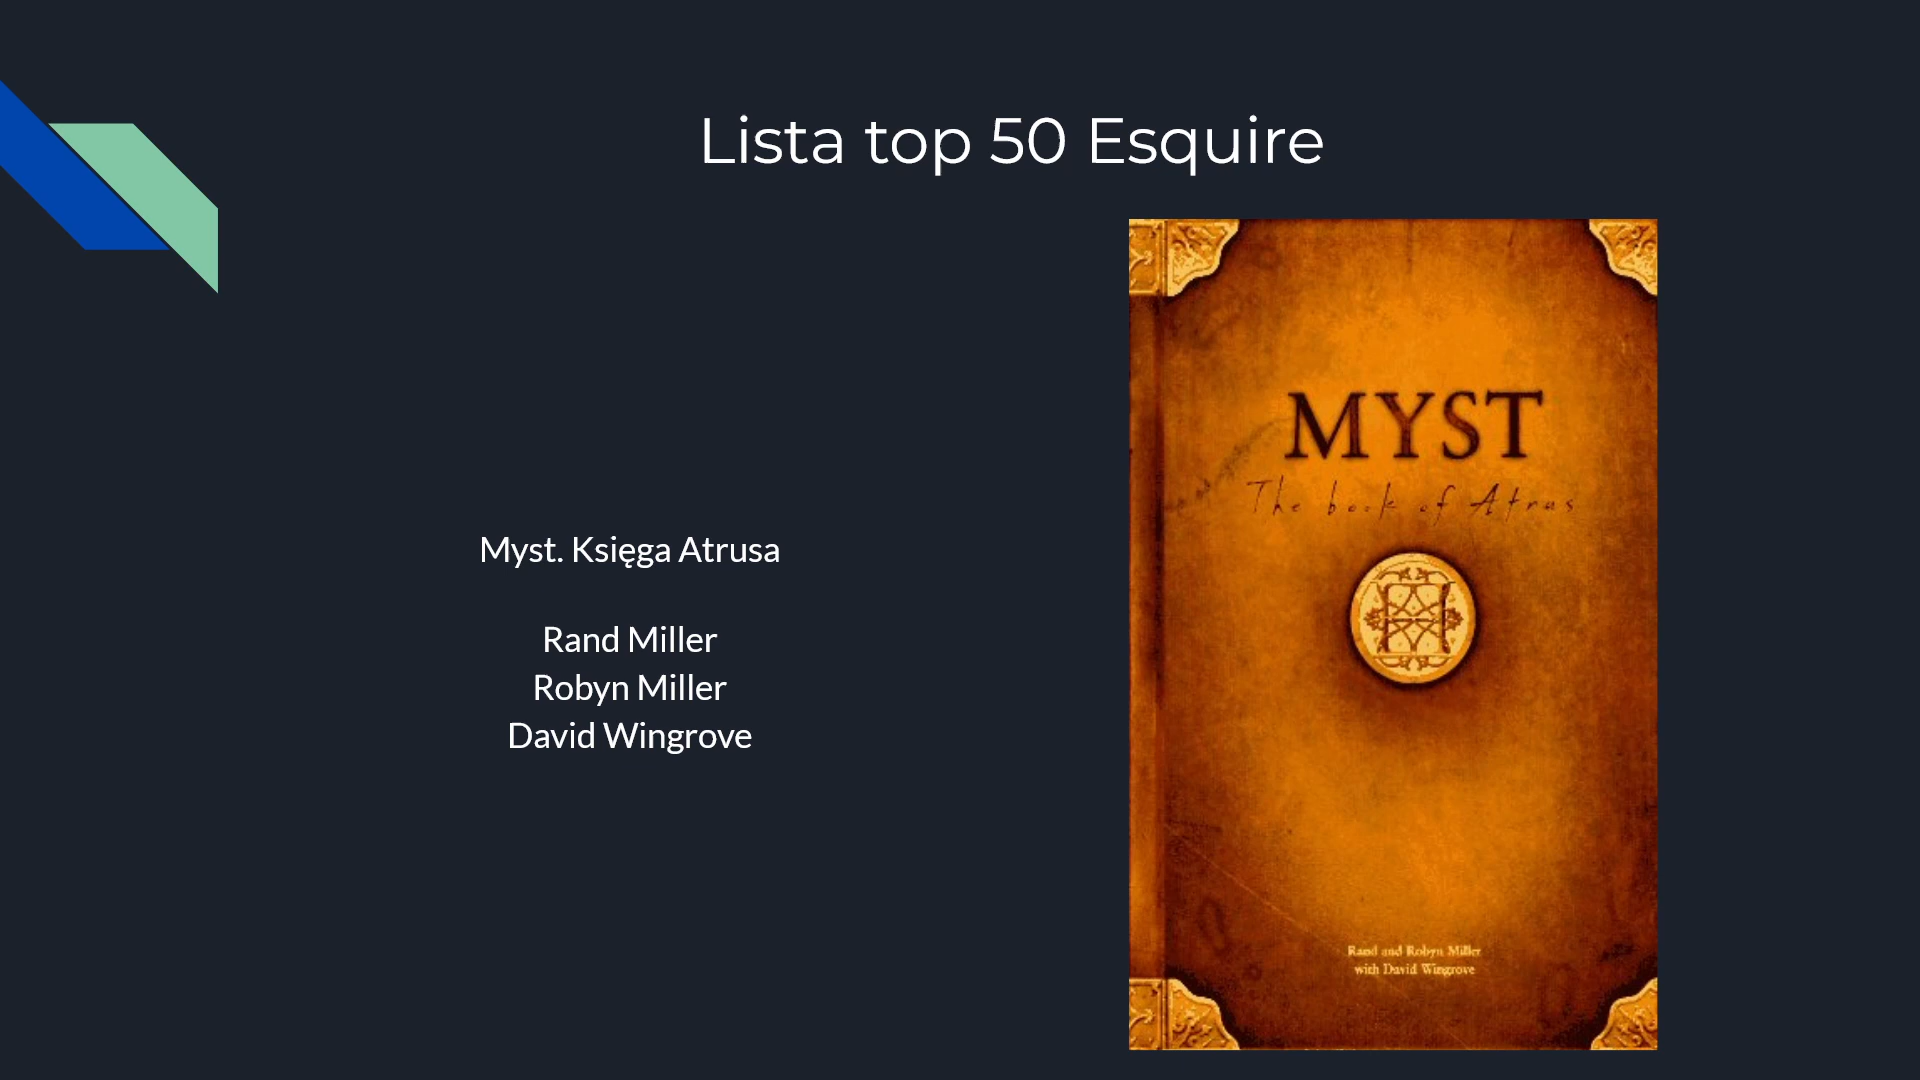 Lista top 50 Esquire
Myst. Księga Atrusa
Rand Miller
Robyn Miller
David Wingrove
MYST
The book of Atrus
Rand and Robyn Miller
with David Wingrove